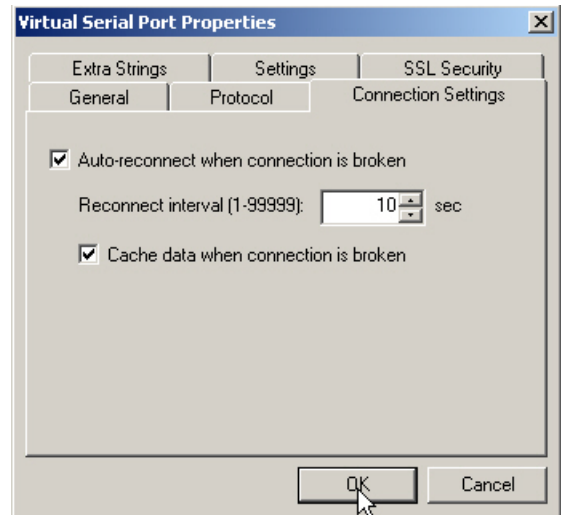 Virtual Serial Port Properties
Extra Strings Settings SSL Security
General Protocol Connection Settings
Auto-reconnect when connection is broken
Reconnect interval (1-99999): 10 sec
Cache data when connection is broken
OK Cancel